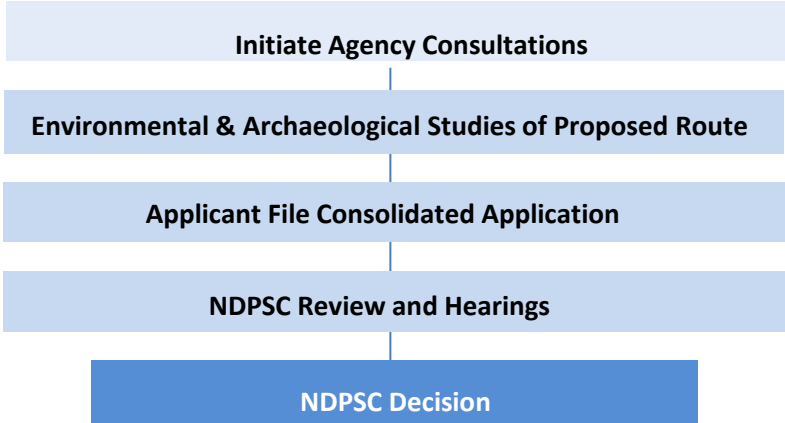 Initiate Agency Consultations
Environmental & Archaeological Studies of Proposed Route
Applicant File Consolidated Application
NDPSC Review and Hearings
NDPSC Decision